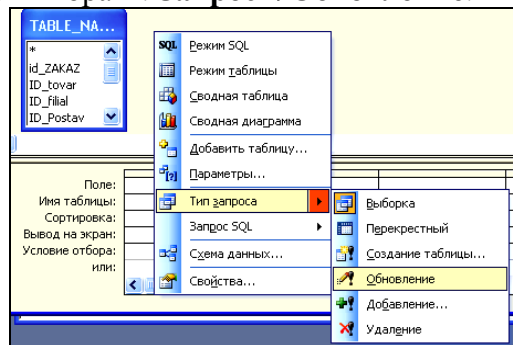 TABLE_NA...
*
id_ZAKAZ
ID_tovar
ID_filial
ID_Postav
SQL Режим SQL
Режим таблицы
Сводная таблица
Сводная диаграмма
Добавить таблицу...
Параметры...
Тип запроса
Запрос SQL
Схема данных...
Свойства...
Поле:
Имя таблицы:
Сортировка:
Вывод на экран:
Условие отбора:
или:
Выборка
Перекрестный
Создание таблицы...
Обновление
Добавление...
Удаление